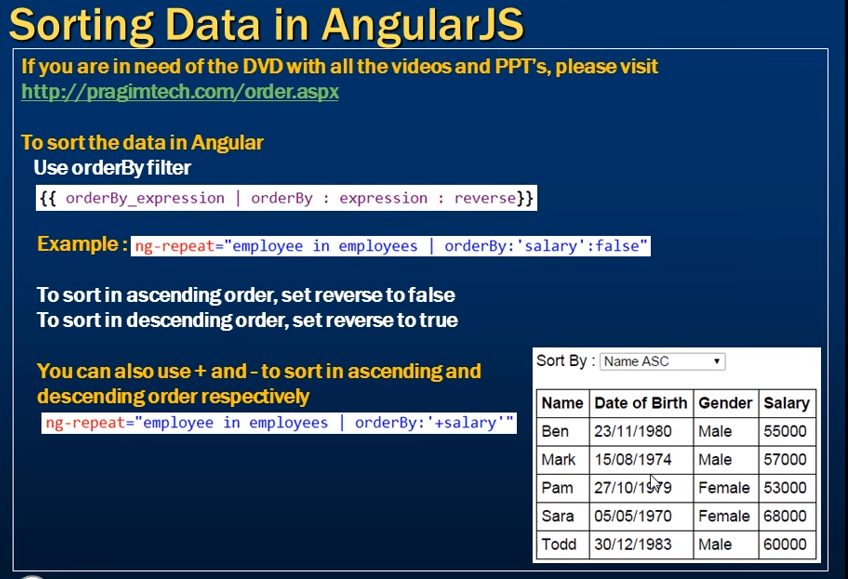 Sorting Data in AngularJS
If you are in need of the DVD with all the videos and PPT's, please visit
http://pragimtech.com/order.aspx
To sort the data in Angular
Use orderBy filter
{{ orderBy_expression | orderBy : expression : reverse}}
Example : ng-repeat="employee in employees | orderBy:'salary':false"
To sort in ascending order, set reverse to false
To sort in descending order, set reverse to true
You can also use + and - to sort in ascending and
descending order respectively
ng-repeat="employee in employees | orderBy:'+salary'"
Sort By : Name ASC
Name Date of Birth Gender Salary
Ben 23/11/1980 Male 55000
Mark 15/08/1974 Male 57000
Pam 27/10/1979 Female 53000
Sara 05/05/1970 Female 68000
Todd 30/12/1983 Male 60000